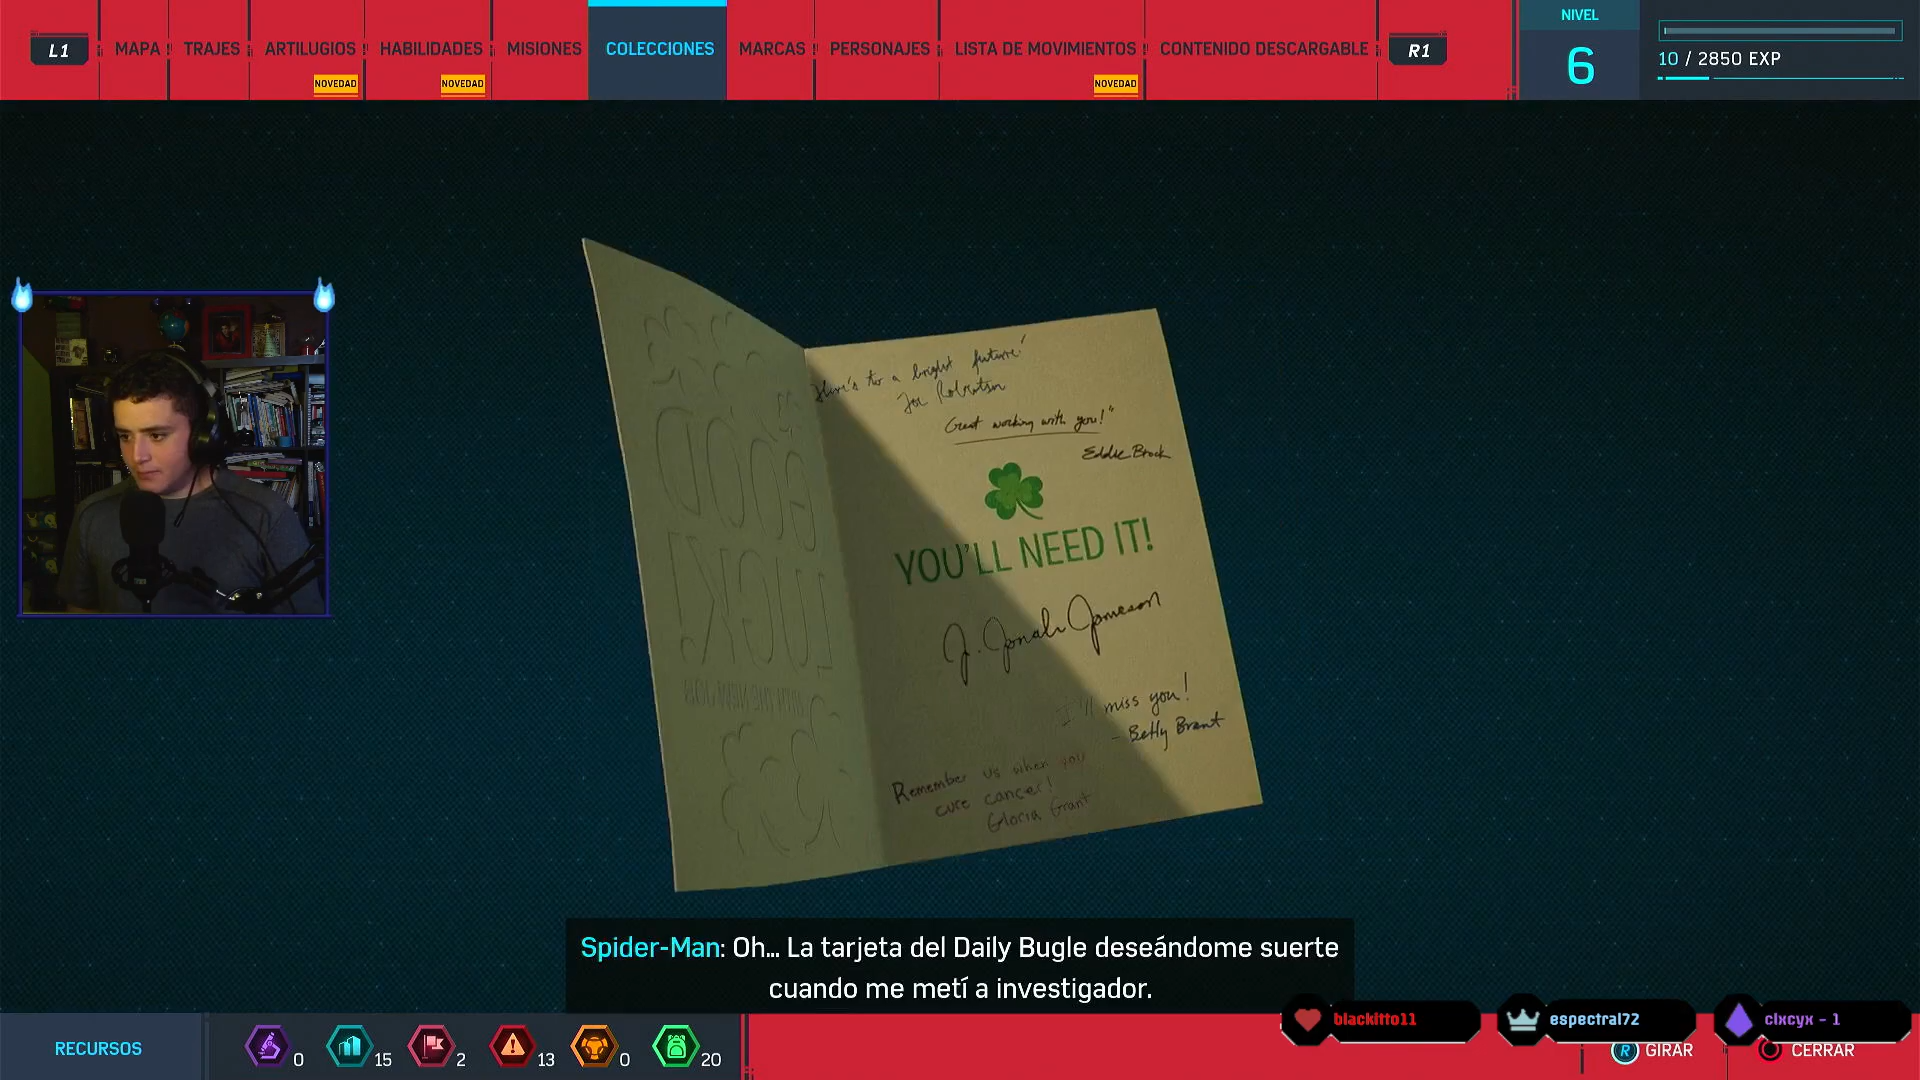 L1
MAPA
TRAJES
ARTILUGIOS
HABILIDADES
MISIONES
COLECCIONES
MARCAS
PERSONAJES
LISTA DE MOVIMIENTOS
CONTENIDO DESCARGABLE
R1
NOVEDAD
NOVEDAD
NOVEDAD
NIVEL
6
10 / 2850 EXP
Here's to a bright future!
Joe Robertson
Great working with you!"
Eddie Brock
YOU'LL NEED IT!
J. Jonah Jameson
I'll miss you!
- Betty Brant
Remember us when you
cure cancer!
Gloria Grant
GOOD
LUCK!
WITH THE NEW JOB
Spider-Man: Oh... La tarjeta del Daily Bugle deseándome suerte
cuando me metí a investigador.
RECURSOS
0
15
2
13
0
20
blackitto11
espectral72
clxcyx - 1
R GIRAR
CERRAR